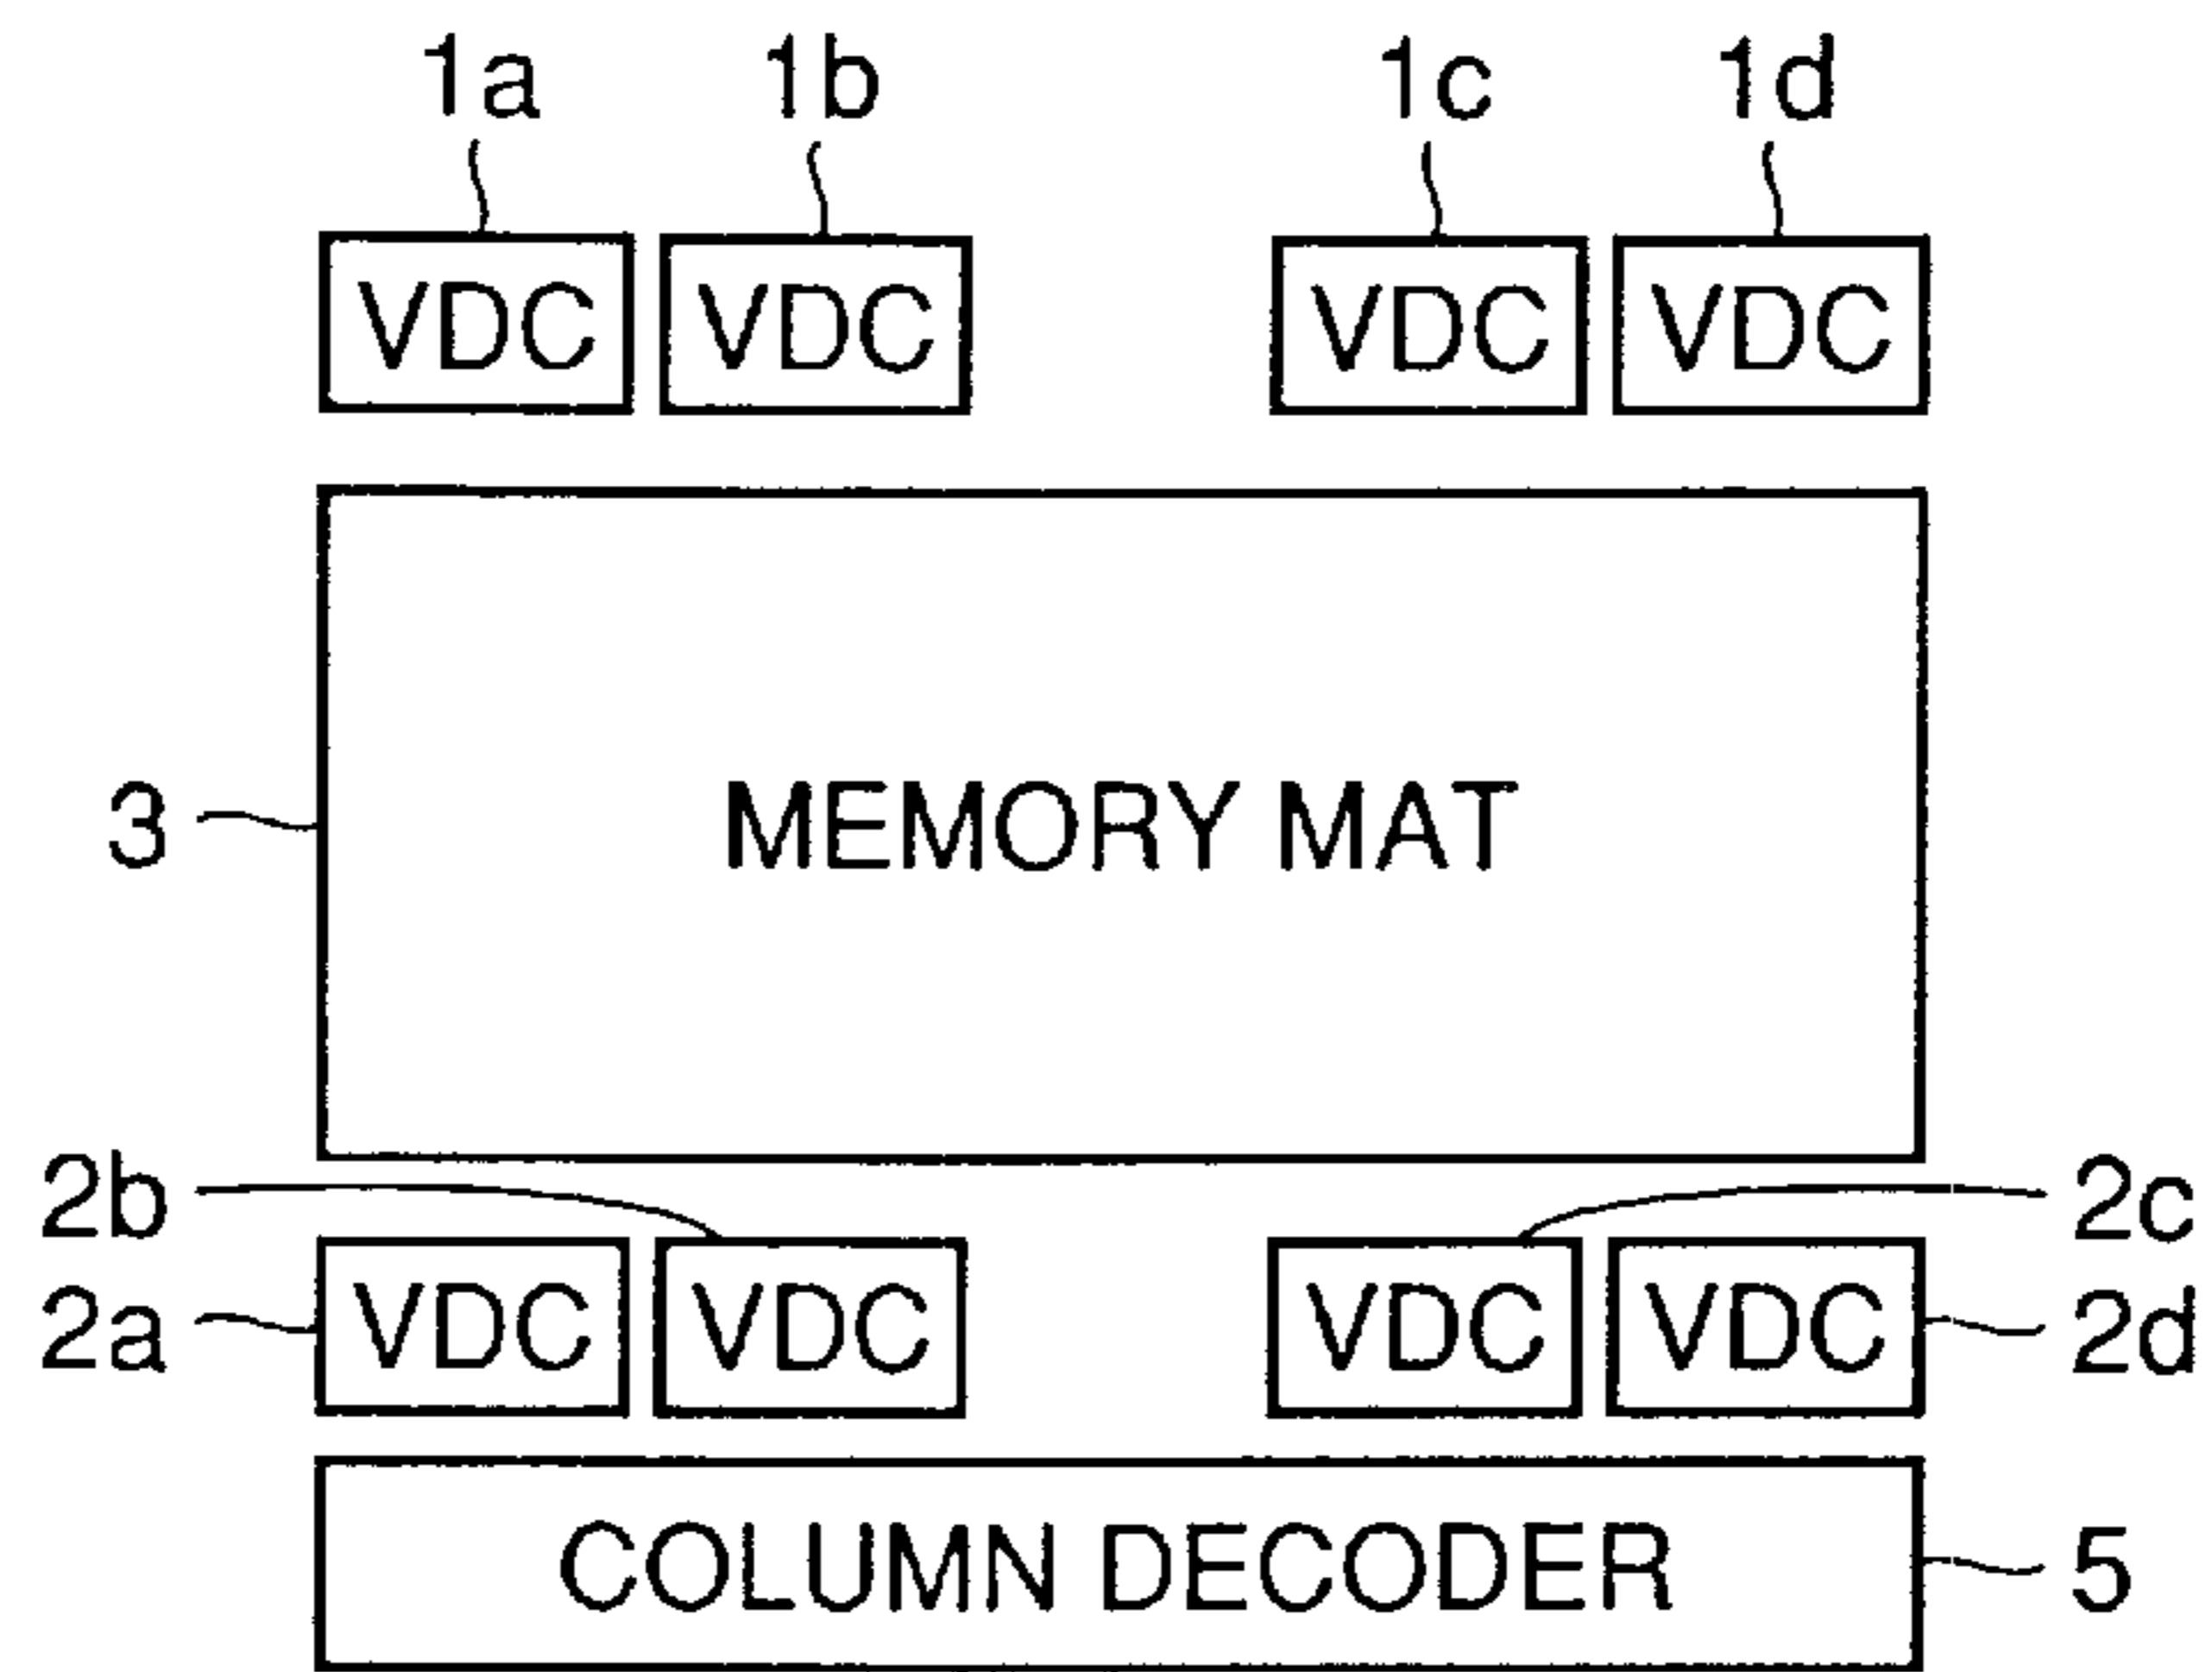 1a 1b 1c 1d
VDC VDC VDC VDC
3 MEMORY MAT
2b 2c
2a VDC VDC VDC VDC 2d
COLUMN DECODER 5